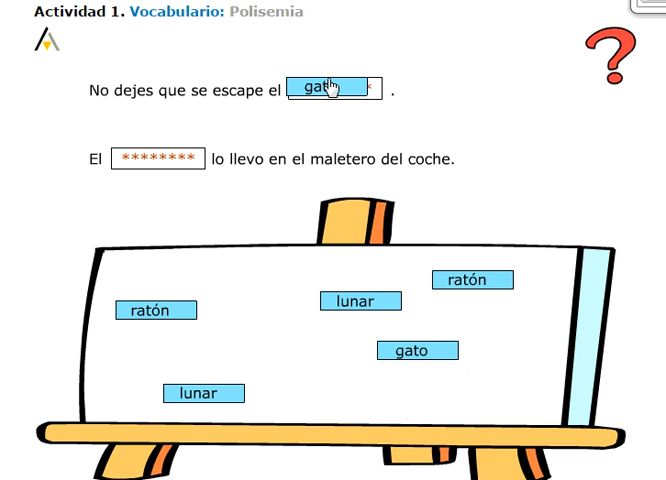 Actividad 1. Vocabulario: Polisemia
No dejes que se escape el gato .
El ******** lo llevo en el maletero del coche.
ratón
lunar
ratón
gato
lunar